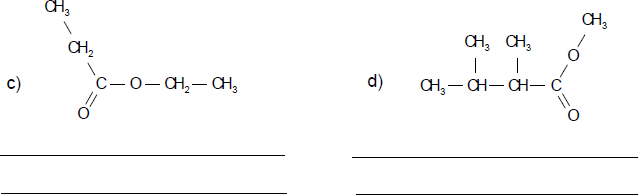 c)
CH3
CH2
C — O — CH2 — CH3
O
d)
CH3
CH3 CH3 O
CH3 — CH — CH — C
O